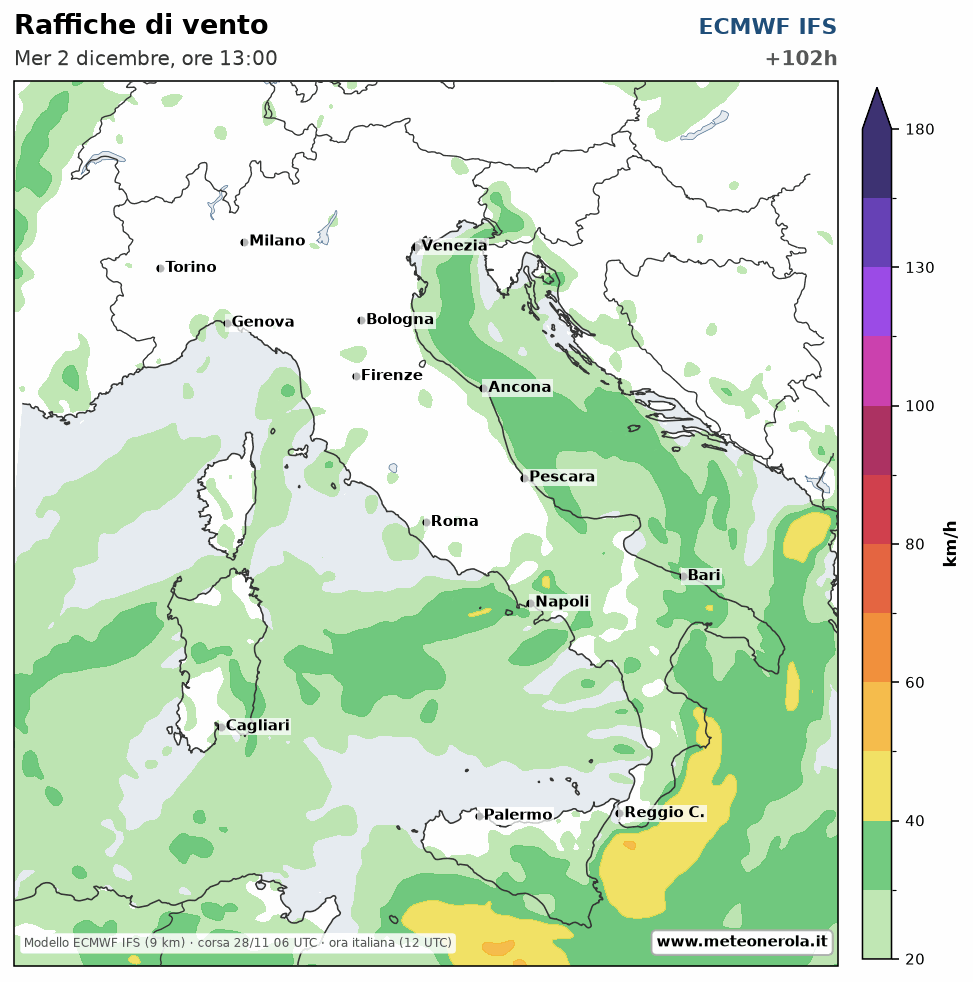 Raffiche di vento
ECMWF IFS
Mer 2 dicembre, ore 13:00
+102h
180
130
100
80
60
40
20
km/h
Milano
Venezia
Torino
Genova
Bologna
Firenze
Ancona
Pescara
Roma
Bari
Napoli
Cagliari
Palermo
Reggio C.
Modello ECMWF IFS (9 km) · corsa 28/11 06 UTC · ora italiana (12 UTC)
www.meteonerola.it